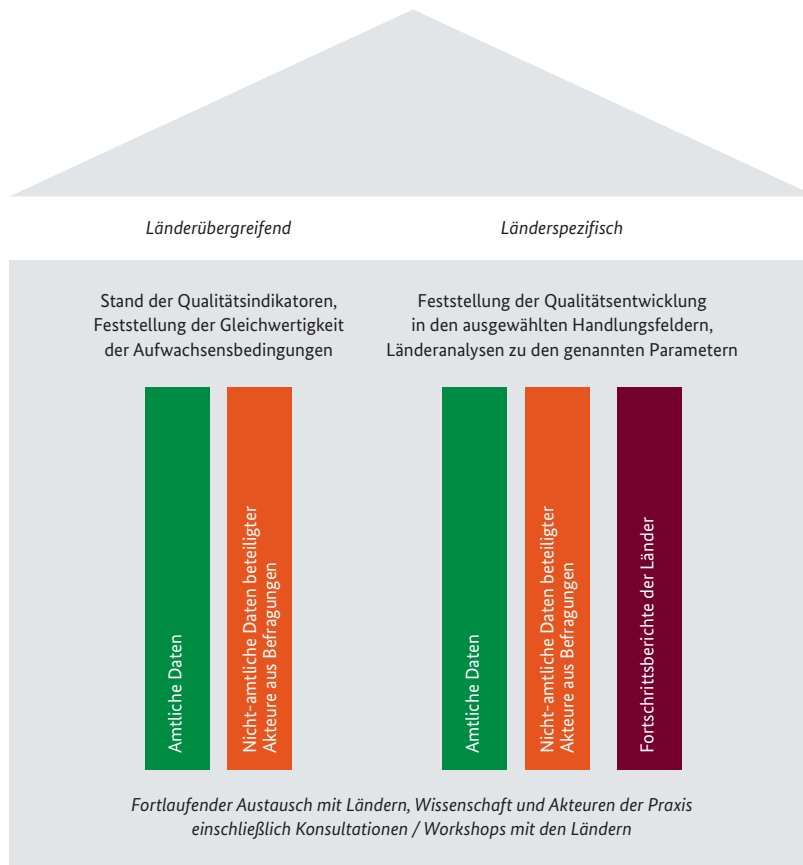 Länderübergreifend
Stand der Qualitätsindikatoren,
Feststellung der Gleichwertigkeit
der Aufwachsensbedingungen
Amtliche Daten
Nicht-amtliche Daten beteiligter
Akteure aus Befragungen
Länderspezifisch
Feststellung der Qualitätsentwicklung
in den ausgewählten Handlungsfeldern,
Länderanalysen zu den genannten Parametern
Amtliche Daten
Nicht-amtliche Daten beteiligter
Akteure aus Befragungen
Fortschrittsberichte der Länder
Fortlaufender Austausch mit Ländern, Wissenschaft und Akteuren der Praxis
einschließlich Konsultationen / Workshops mit den Ländern